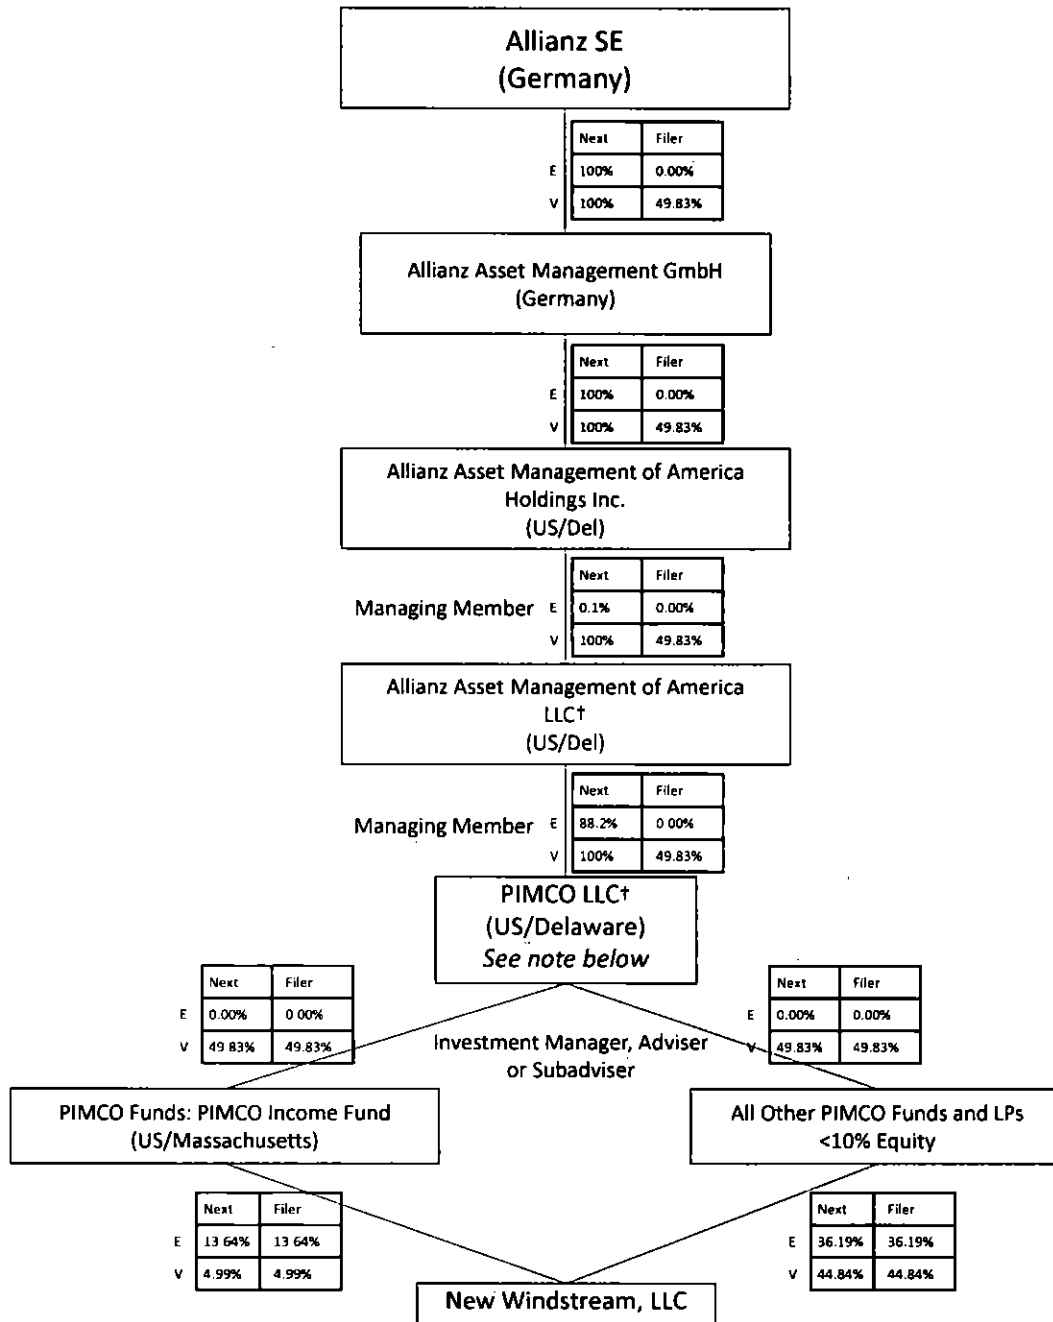 Allianz SE
(Germany)
Next Filer
E 100% 0.00%
V 100% 49.83%
Allianz Asset Management GmbH
(Germany)
Next Filer
E 100% 0.00%
V 100% 49.83%
Allianz Asset Management of America
Holdings Inc.
(US/Del)
Next Filer
Managing Member E 0.1% 0.00%
V 100% 49.83%
Allianz Asset Management of America
LLC†
(US/Del)
Next Filer
Managing Member E 88.2% 0 00%
V 100% 49.83%
PIMCO LLC†
(US/Delaware)
See note below
Next Filer
E 0.00% 0 00%
V 49 83% 49.83%
Next Filer
E 0.00% 0.00%
V 49.83% 49.83%
Investment Manager, Adviser
or Subadviser
PIMCO Funds: PIMCO Income Fund
(US/Massachusetts)
All Other PIMCO Funds and LPs
<10% Equity
Next Filer
E 13 64% 13 64%
V 4.99% 4.99%
Next Filer
E 36.19% 36.19%
V 44.84% 44.84%
New Windstream, LLC